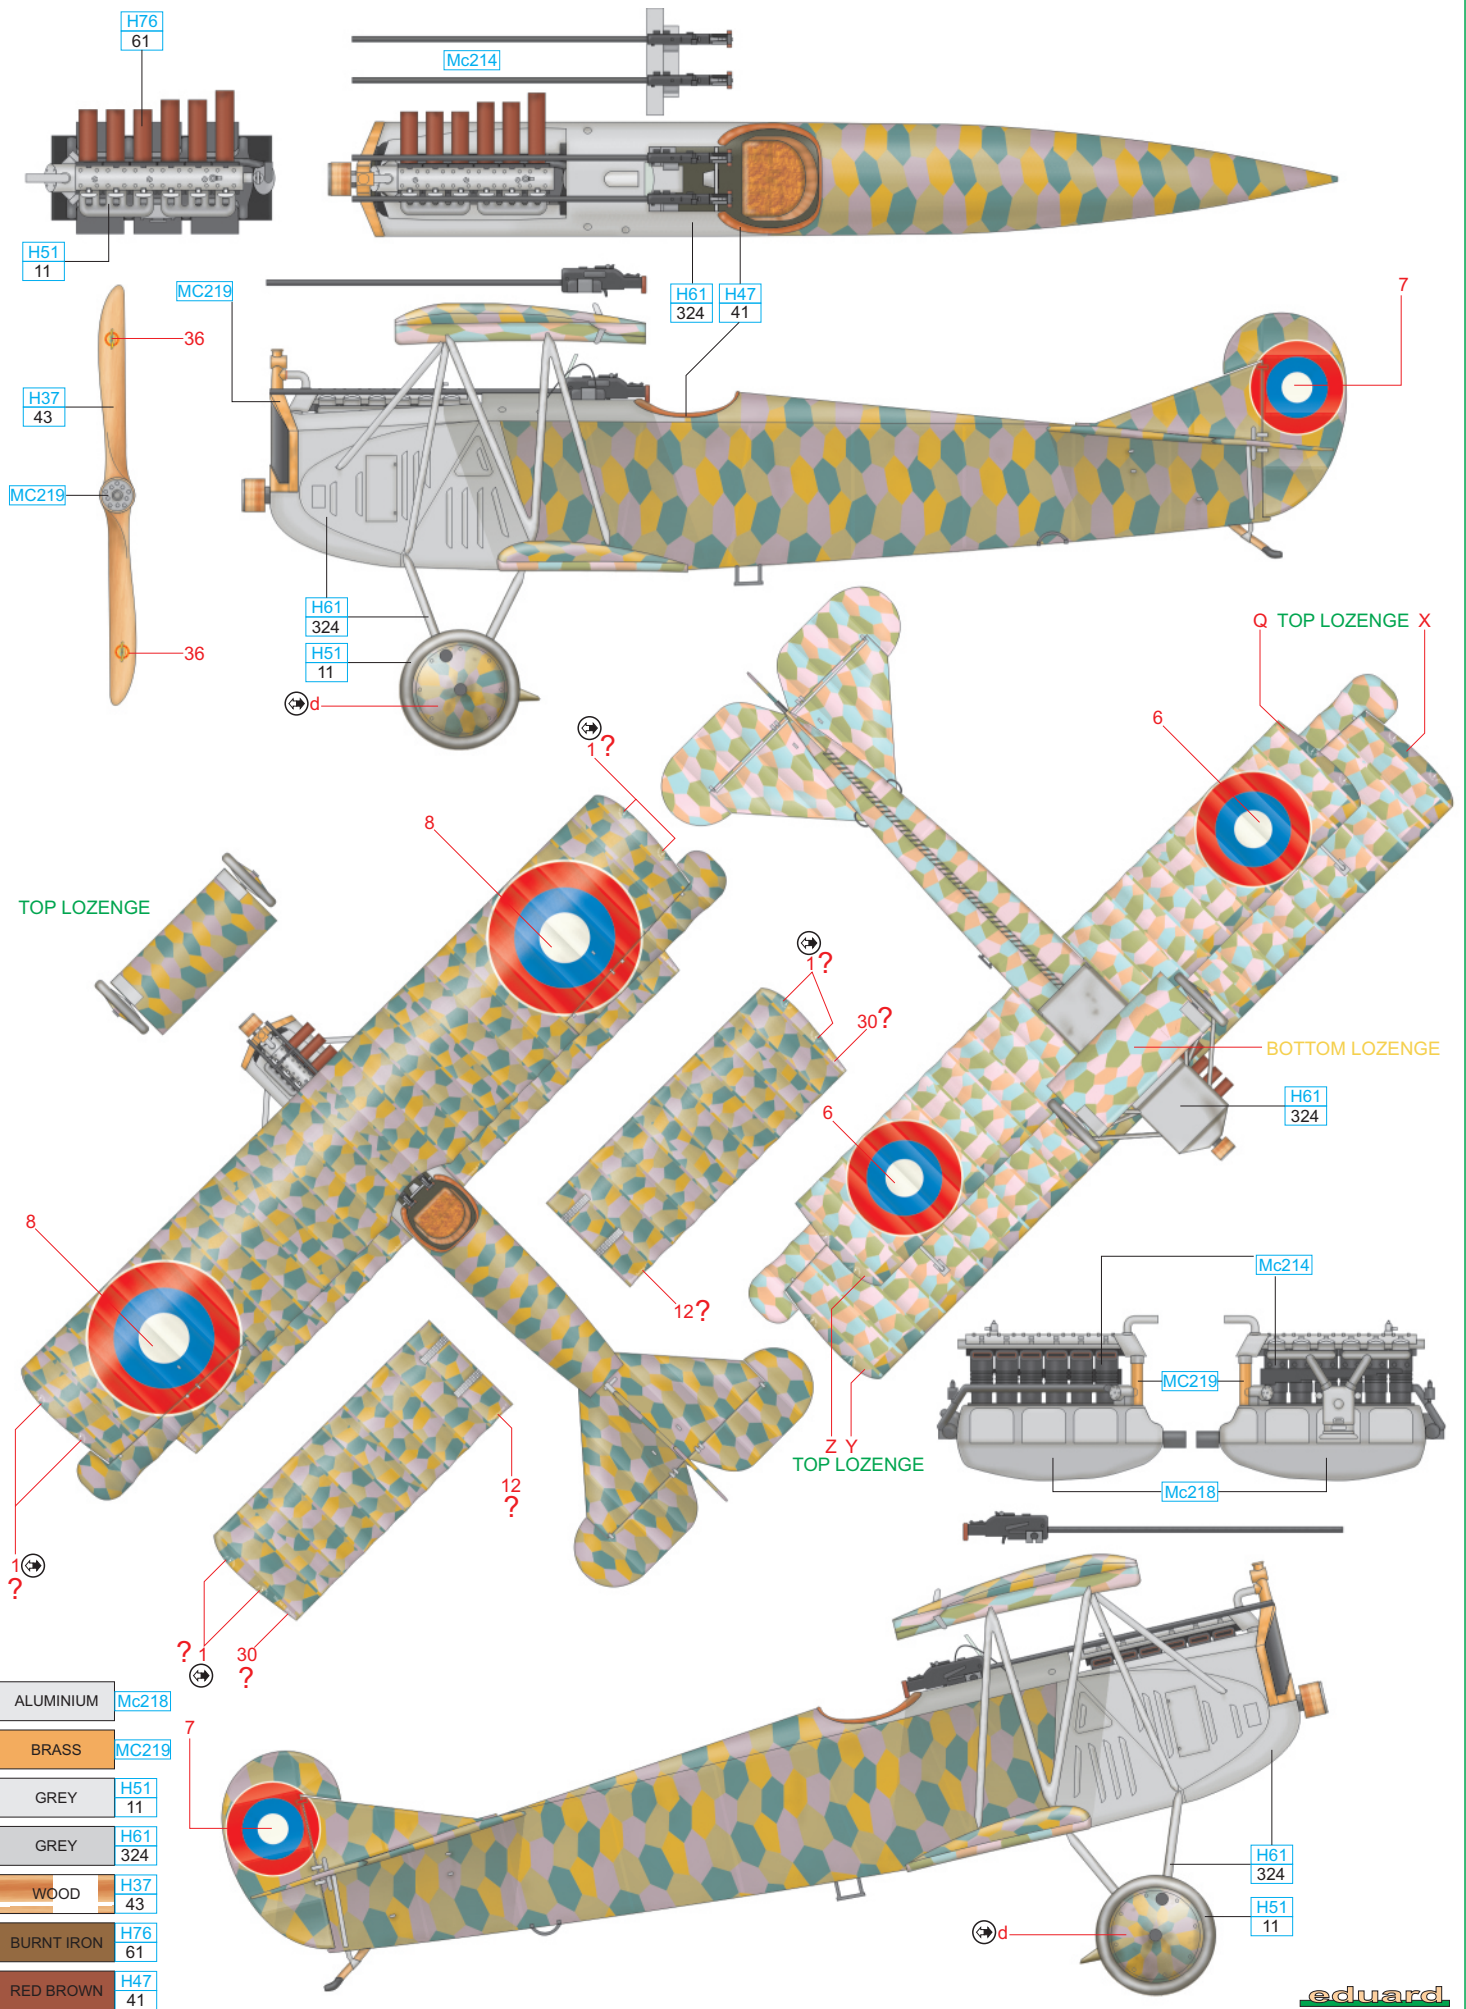 H76
61
Mc214
H51
11
MC219
H61
324
H47
41
7
36
H37
43
MC219
36
H61
324
H51
11
d
Q TOP LOZENGE X
6
1?
8
TOP LOZENGE
1?
30?
BOTTOM LOZENGE
H61
324
6
8
12?
Mc214
MC219
Z Y
TOP LOZENGE
12
?
Mc218
1
?
? 1
30
?
ALUMINIUM Mc218
BRASS MC219
GREY H51
11
GREY H61
324
WOOD H37
43
BURNT IRON H76
61
RED BROWN H47
41
7
H61
324
H51
11
d
eduard